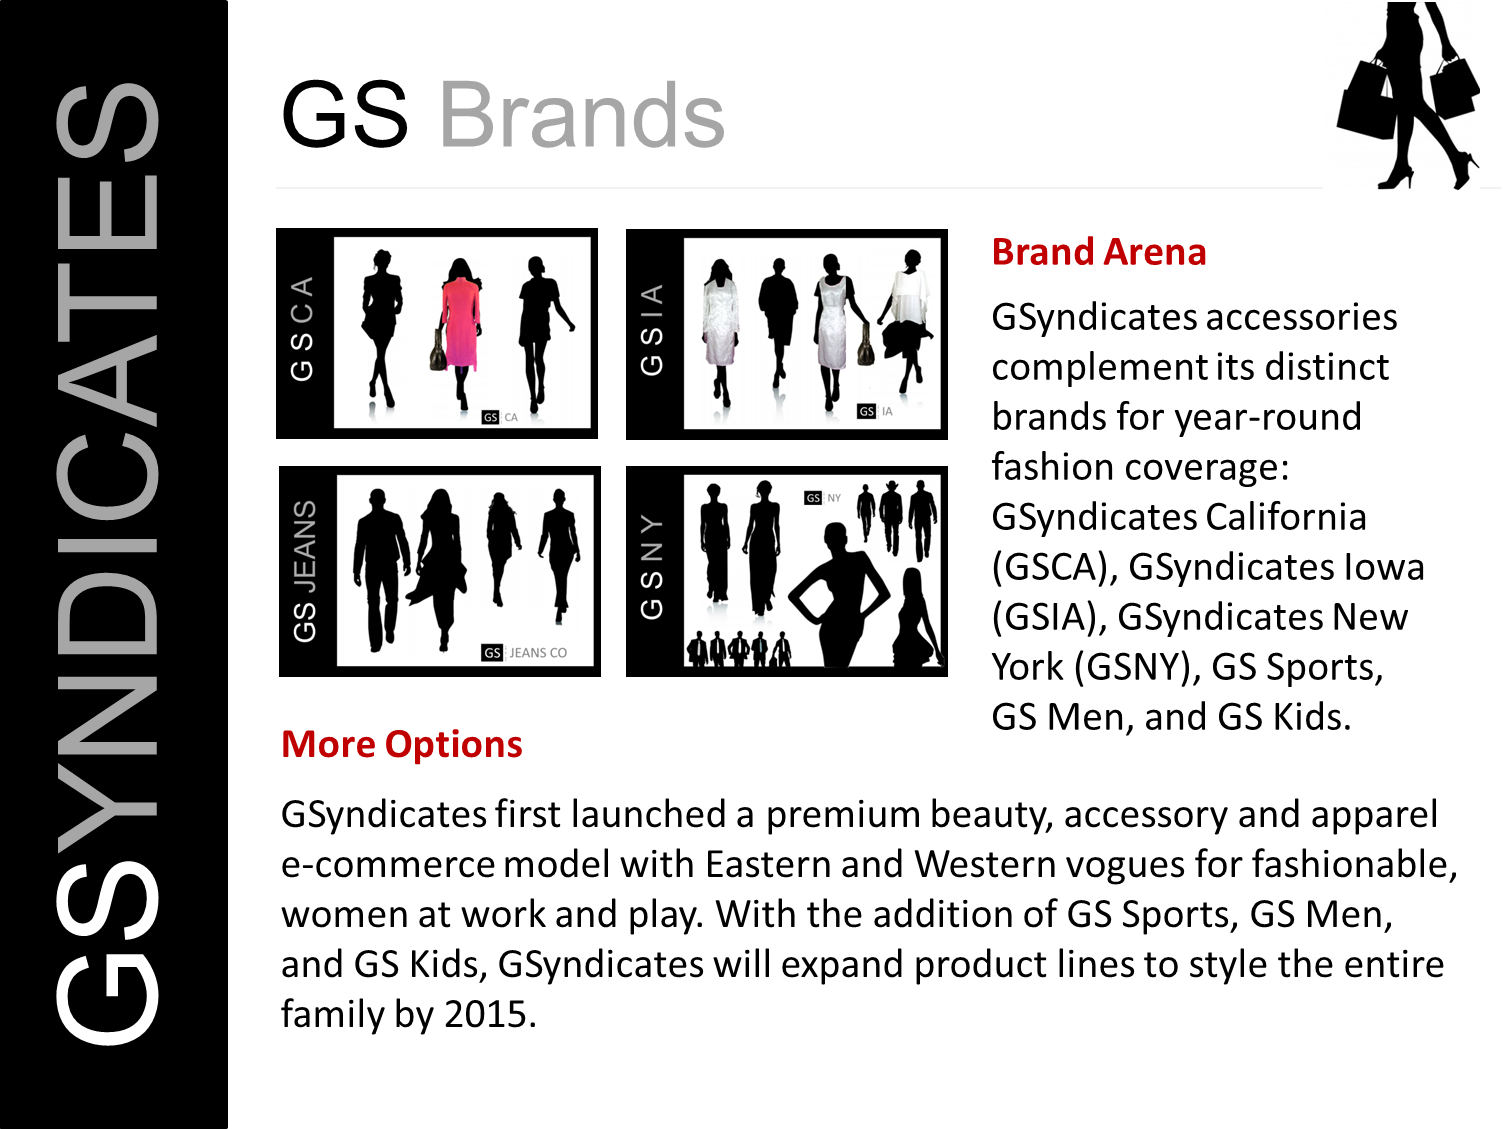 GSYNDICATES
GS Brands
GSCA
GS CA
GSIA
GS IA
GS JEANS
GS JEANS CO
GSNY
GS NY
Brand Arena
GSyndicates accessories
complement its distinct
brands for year-round
fashion coverage:
GSyndicates California
(GSCA), GSyndicates Iowa
(GSIA), GSyndicates New
York (GSNY), GS Sports,
GS Men, and GS Kids.
More Options
GSyndicates first launched a premium beauty, accessory and apparel
e-commerce model with Eastern and Western vogues for fashionable,
women at work and play. With the addition of GS Sports, GS Men,
and GS Kids, GSyndicates will expand product lines to style the entire
family by 2015.